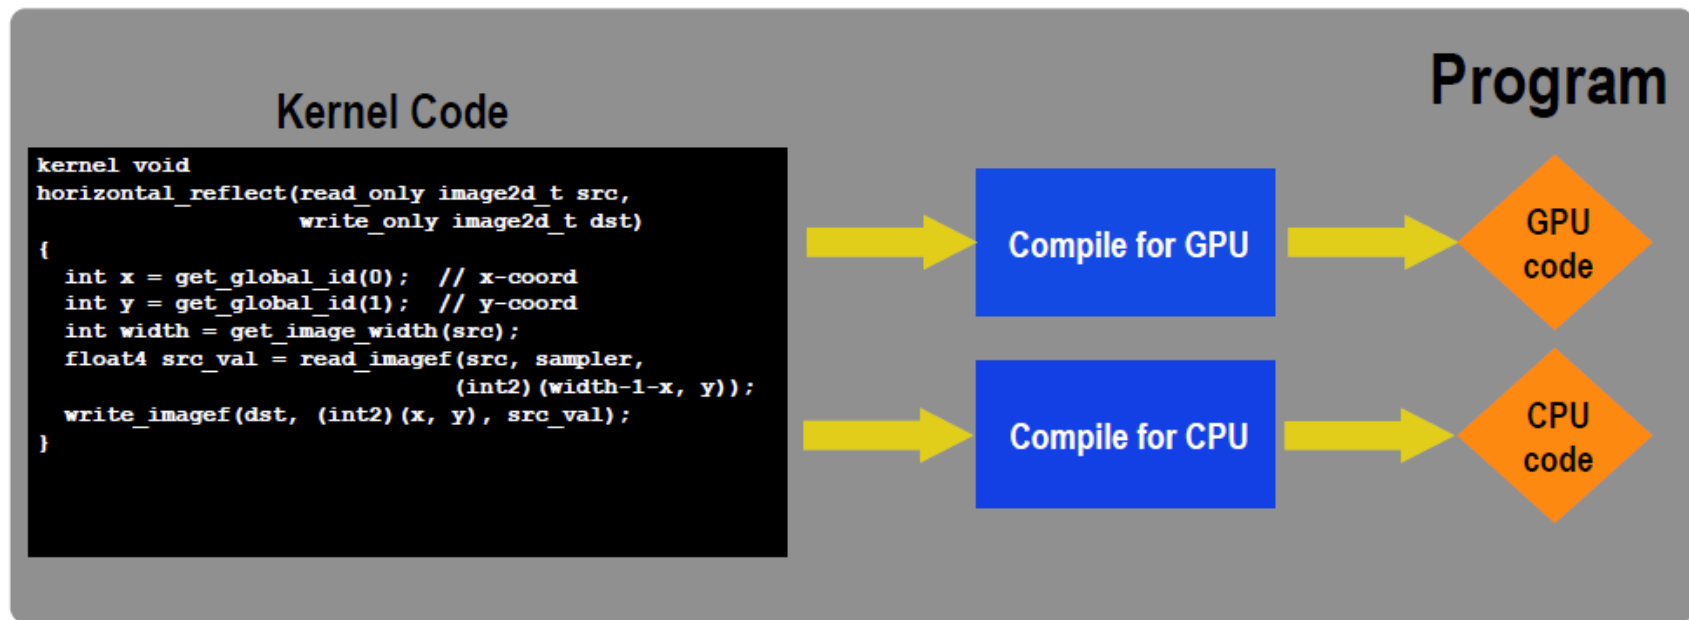 Program
Kernel Code
kernel void
horizontal_reflect(read_only image2d_t src,
                   write_only image2d_t dst)
{
  int x = get_global_id(0);  // x-coord
  int y = get_global_id(1);  // y-coord
  int width = get_image_width(src);
  float4 src_val = read_imagef(src, sampler,
                              (int2)(width-1-x, y));
  write_imagef(dst, (int2)(x, y), src_val);
}
Compile for GPU
GPU
code
Compile for CPU
CPU
code